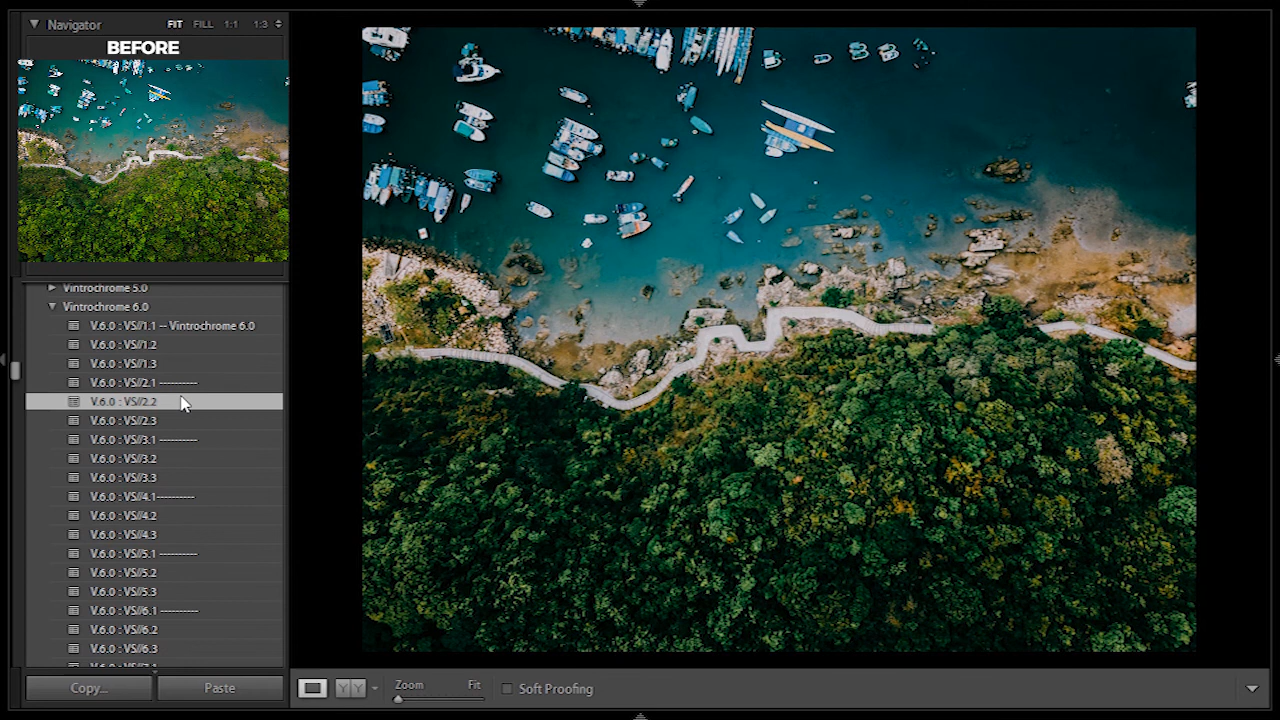 Navigator FIT FILL 1:1 1:3
BEFORE
Vintrochrome 5.0
Vintrochrome 6.0
V.6.0 : VS//1.1 -- Vintrochrome 6.0
V.6.0 : VS//1.2
V.6.0 : VS//1.3
V.6.0 : VS//2.1 ----------
V.6.0 : VS//2.2
V.6.0 : VS//2.3
V.6.0 : VS//3.1 ----------
V.6.0 : VS//3.2
V.6.0 : VS//3.3
V.6.0 : VS//4.1----------
V.6.0 : VS//4.2
V.6.0 : VS//4.3
V.6.0 : VS//5.1 ----------
V.6.0 : VS//5.2
V.6.0 : VS//5.3
V.6.0 : VS//6.1 ----------
V.6.0 : VS//6.2
V.6.0 : VS//6.3
Copy... Paste
Y Y Zoom Fit Soft Proofing